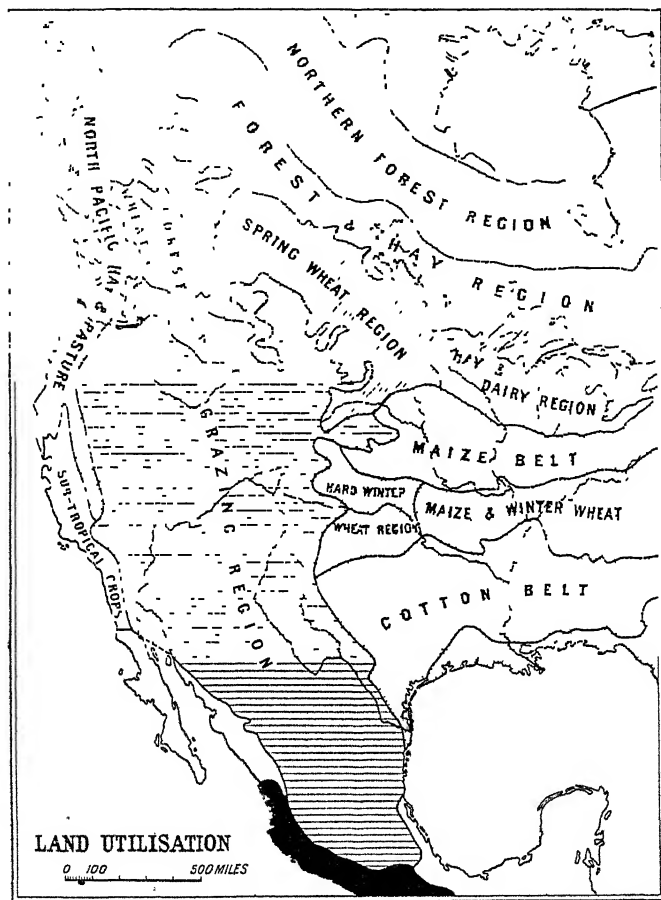 NORTHERN FOREST REGION
FOREST & HAY REGION
NORTH PACIFIC HAY & PASTURE
WHEAT
FOREST
SPRING WHEAT REGION
HAY &
DAIRY REGION
GRAZING REGION
MAIZE BELT
HARD WINTER
WHEAT REGION
MAIZE & WINTER WHEAT
SUB-TROPICAL CROPS
COTTON BELT
LAND UTILISATION
0 100 500 MILES